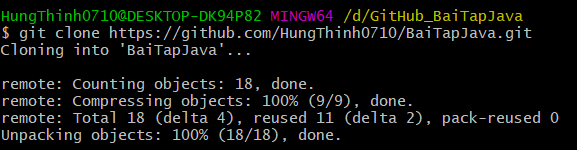 HungThinh0710@DESKTOP-DK94P82 MINGW64 /d/GitHub_BaiTapJava
$ git clone https://github.com/HungThinh0710/BaiTapJava.git
Cloning into 'BaiTapJava'...
remote: Counting objects: 18, done.
remote: Compressing objects: 100% (9/9), done.
remote: Total 18 (delta 4), reused 11 (delta 2), pack-reused 0
Unpacking objects: 100% (18/18), done.